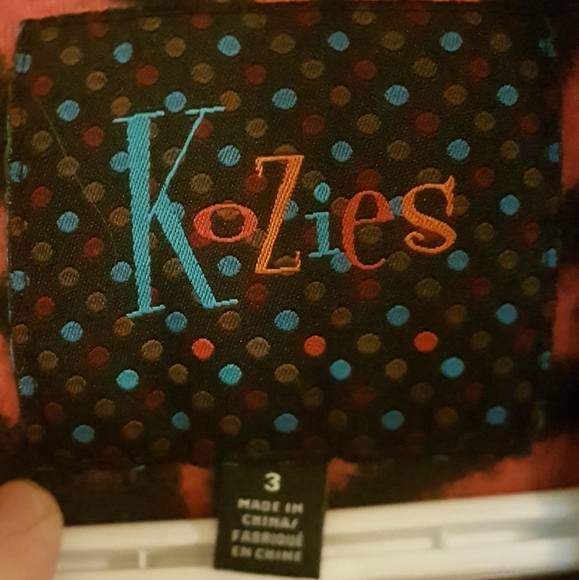 Kozies
3
MADE IN
CHINA/
FABRIQUÉ
EN CHINE